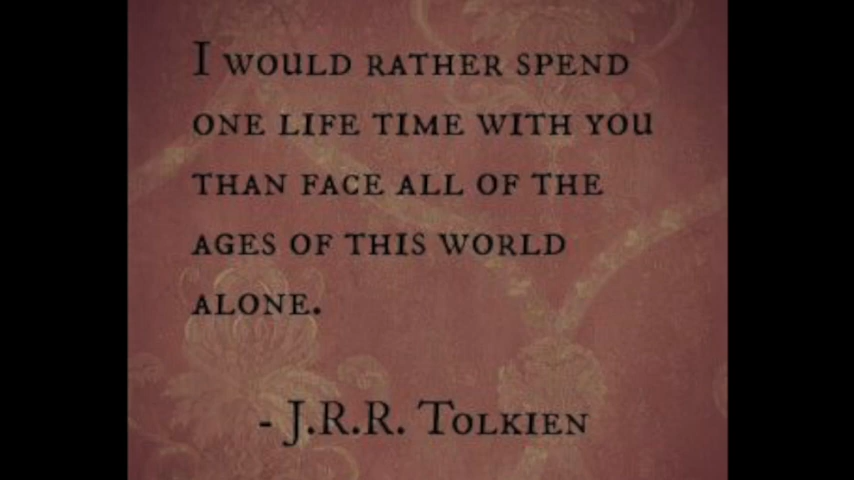 I would rather spend
one life time with you
than face all of the
ages of this world
alone.
- J.R.R. Tolkien